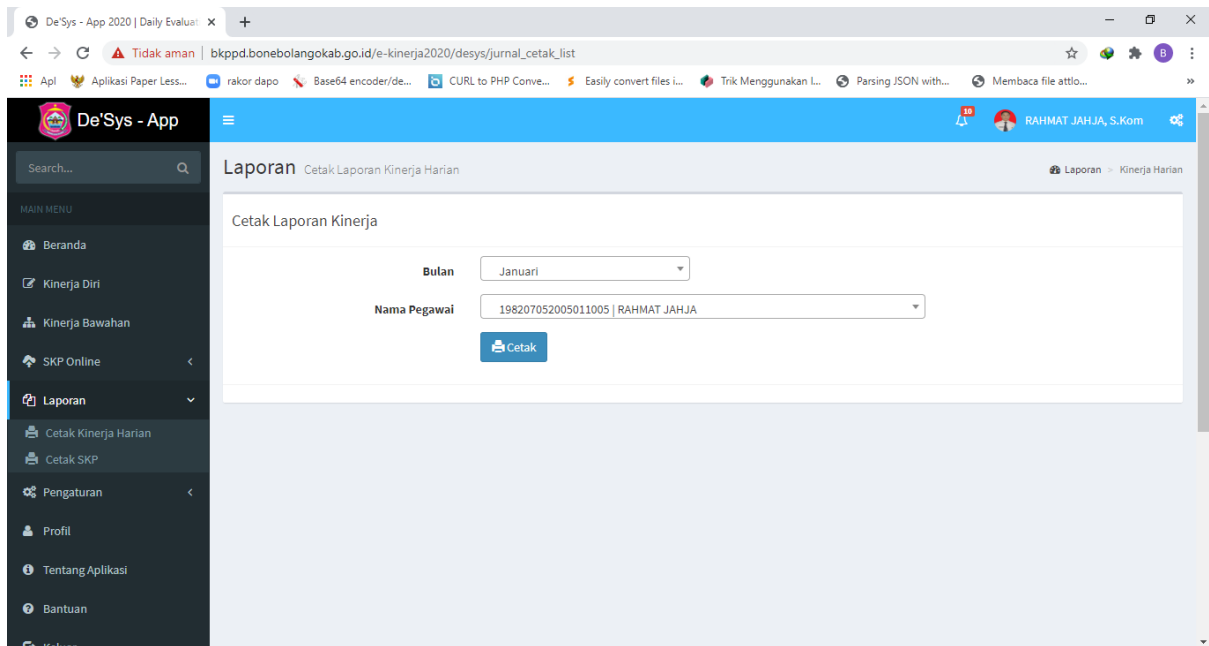 De'Sys - App 2020 | Daily Evaluat
Tidak aman | bkppd.bonebolangokab.go.id/e-kinerja2020/desys/jurnal_cetak_list
B
Apl Aplikasi Paper Less... rakor dapo Base64 encoder/de... CURL to PHP Conve... Easily convert files i... Trik Menggunakan I... Parsing JSON with... Membaca file attlo... »
De'Sys - App
10
RAHMAT JAHJA, S.Kom
Search...
Laporan Cetak Laporan Kinerja Harian
Laporan > Kinerja Harian
MAIN MENU
Cetak Laporan Kinerja
Beranda
Bulan Januari
Kinerja Diri
Nama Pegawai 198207052005011005 | RAHMAT JAHJA
Kinerja Bawahan
Cetak
SKP Online
Laporan
Cetak Kinerja Harian
Cetak SKP
Pengaturan
Profil
Tentang Aplikasi
Bantuan
Keluar